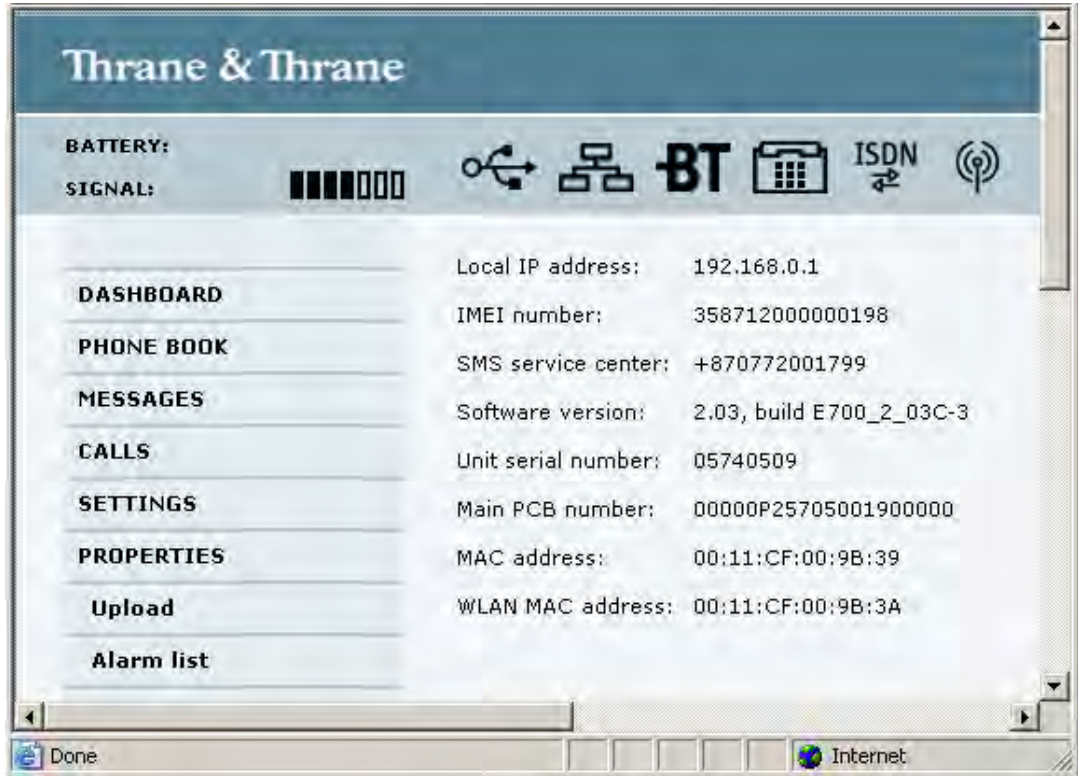 Thrane & Thrane
BATTERY:
SIGNAL:
BT
ISDN
DASHBOARD
PHONE BOOK
MESSAGES
CALLS
SETTINGS
PROPERTIES
Upload
Alarm list
Local IP address: 192.168.0.1
IMEI number: 358712000000198
SMS service center: +870772001799
Software version: 2.03, build E700_2_03C-3
Unit serial number: 05740509
Main PCB number: 00000P25705001900000
MAC address: 00:11:CF:00:9B:39
WLAN MAC address: 00:11:CF:00:9B:3A
Done
Internet